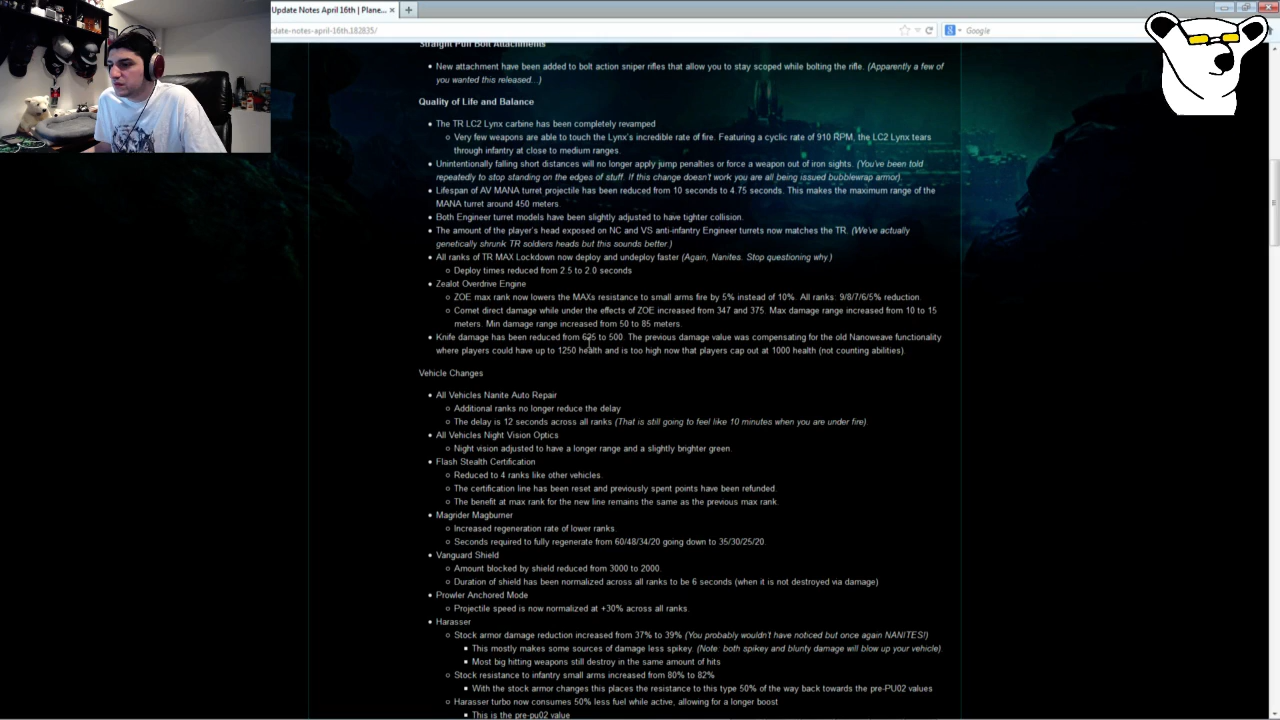 Update Notes April 16th | Plane...
date-notes-april-16th.182835/
Google
Straight Pull Bolt Attachments
New attachment have been added to bolt action sniper rifles that allow you to stay scoped while bolting the rifle. (Apparently a few of
you wanted this released...)
Quality of Life and Balance
The TR LC2 Lynx carbine has been completely revamped
Very few weapons are able to touch the Lynx's incredible rate of fire. Featuring a cyclic rate of 910 RPM, the LC2 Lynx tears
through infantry at close to medium ranges.
Unintentionally falling short distances will no longer apply jump penalties or force a weapon out of iron sights. (You've been told
repeatedly to stop standing on the edges of stuff. If this change doesn't work you are all being issued bubblewrap armor).
Lifespan of AV MANA turret projectile has been reduced from 10 seconds to 4.75 seconds. This makes the maximum range of the
MANA turret around 450 meters.
Both Engineer turret models have been slightly adjusted to have tighter collision.
The amount of the player's head exposed on NC and VS anti-infantry Engineer turrets now matches the TR. (We've actually
genetically shrunk TR soldiers heads but this sounds better.)
All ranks of TR MAX Lockdown now deploy and undeploy faster (Again, Nanites. Stop questioning why.)
Deploy times reduced from 2.5 to 2.0 seconds
Zealot Overdrive Engine
ZOE max rank now lowers the MAXs resistance to small arms fire by 5% instead of 10%. All ranks: 9/8/7/6/5% reduction.
Comet direct damage while under the effects of ZOE increased from 347 and 375. Max damage range increased from 10 to 15
meters. Min damage range increased from 50 to 85 meters.
Knife damage has been reduced from 625 to 500. The previous damage value was compensating for the old Nanoweave functionality
where players could have up to 1250 health and is too high now that players cap out at 1000 health (not counting abilities).
Vehicle Changes
All Vehicles Nanite Auto Repair
Additional ranks no longer reduce the delay
The delay is 12 seconds across all ranks (That is still going to feel like 10 minutes when you are under fire).
All Vehicles Night Vision Optics
Night vision adjusted to have a longer range and a slightly brighter green.
Flash Stealth Certification
Reduced to 4 ranks like other vehicles.
The certification line has been reset and previously spent points have been refunded.
The benefit at max rank for the new line remains the same as the previous max rank.
Magrider Magburner
Increased regeneration rate of lower ranks.
Seconds required to fully regenerate from 60/48/34/20 going down to 35/30/25/20.
Vanguard Shield
Amount blocked by shield reduced from 3000 to 2000.
Duration of shield has been normalized across all ranks to be 6 seconds (when it is not destroyed via damage)
Prowler Anchored Mode
Projectile speed is now normalized at +30% across all ranks.
Harasser
Stock armor damage reduction increased from 37% to 39% (You probably wouldn't have noticed but once again NANITES!)
This mostly makes some sources of damage less spikey. (Note both spikey and blunty damage will blow up your vehicle).
Most big hitting weapons still destroy in the same amount of hits
Stock resistance to infantry small arms increased from 80% to 82%
With the stock armor changes this places the resistance to this type 50% of the way back towards the pre-PU02 values
Harasser turbo now consumes 50% less fuel while active, allowing for a longer boost
This is the pre-pu02 value